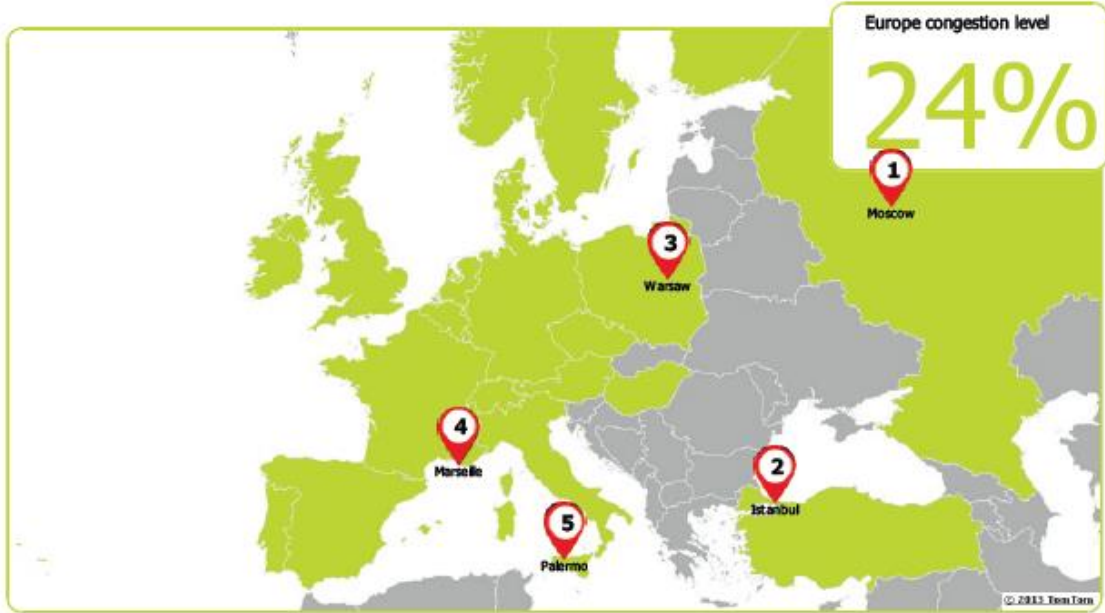 Europe congestion level
24%
1
Moscow
3
Warsaw
4
Marseille
2
Istanbul
5
Palermo
© 2013 TomTom